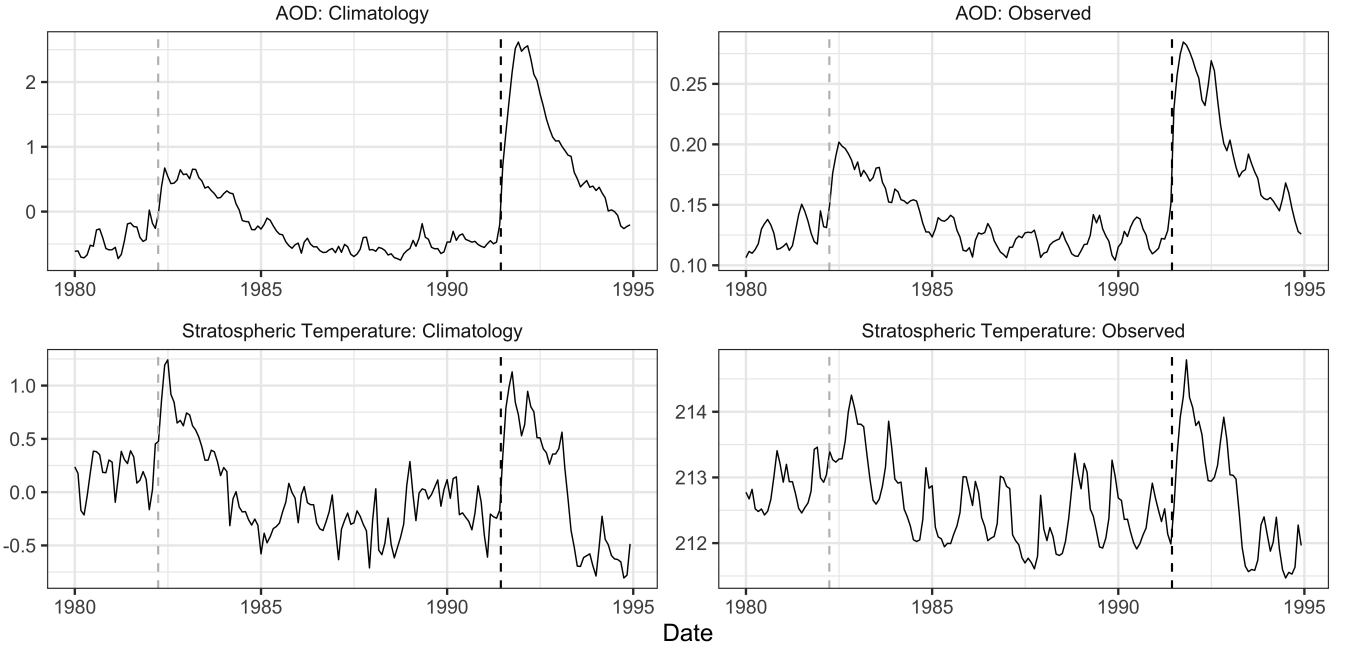 AOD: Climatology
AOD: Observed
2
1
0
1980 1985 1990 1995
0.25
0.20
0.15
0.10
1980 1985 1990 1995
Stratospheric Temperature: Climatology
Stratospheric Temperature: Observed
1.0
0.5
0.0
-0.5
1980 1985 1990 1995
214
213
212
1980 1985 1990 1995
Date